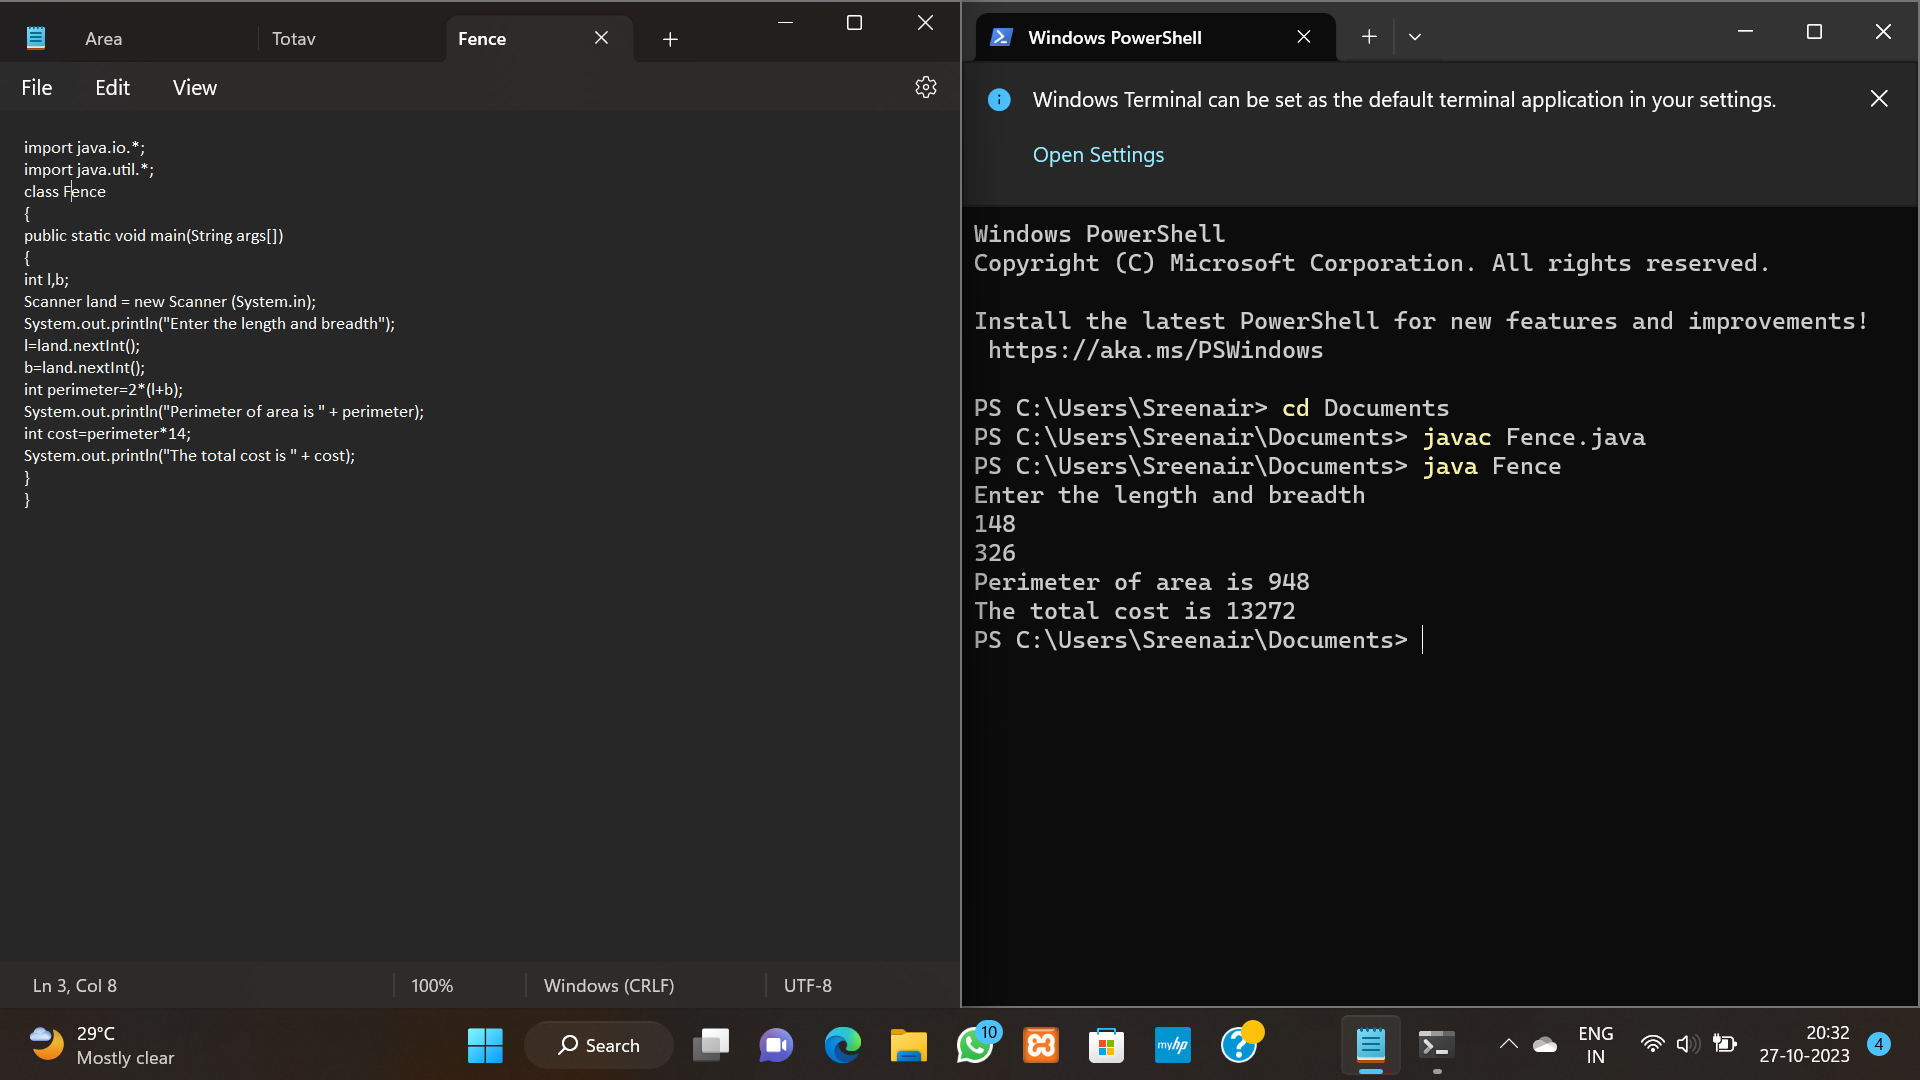 Area
Totav
Fence
File
Edit
View
import java.io.*;
import java.util.*;
class Fence
{
public static void main(String args[])
{
int l,b;
Scanner land = new Scanner (System.in);
System.out.println("Enter the length and breadth");
l=land.nextInt();
b=land.nextInt();
int perimeter=2*(l+b);
System.out.println("Perimeter of area is " + perimeter);
int cost=perimeter*14;
System.out.println("The total cost is " + cost);
}
}
Ln 3, Col 8
100%
Windows (CRLF)
UTF-8
Windows PowerShell
Windows Terminal can be set as the default terminal application in your settings.
Open Settings
Windows PowerShell
Copyright (C) Microsoft Corporation. All rights reserved.
Install the latest PowerShell for new features and improvements!
https://aka.ms/PSWindows
PS C:\Users\Sreenair> cd Documents
PS C:\Users\Sreenair\Documents> javac Fence.java
PS C:\Users\Sreenair\Documents> java Fence
Enter the length and breadth
148
326
Perimeter of area is 948
The total cost is 13272
PS C:\Users\Sreenair\Documents>
29°C
Mostly clear
Search
10
myhp
ENG
IN
20:32
27-10-2023
4